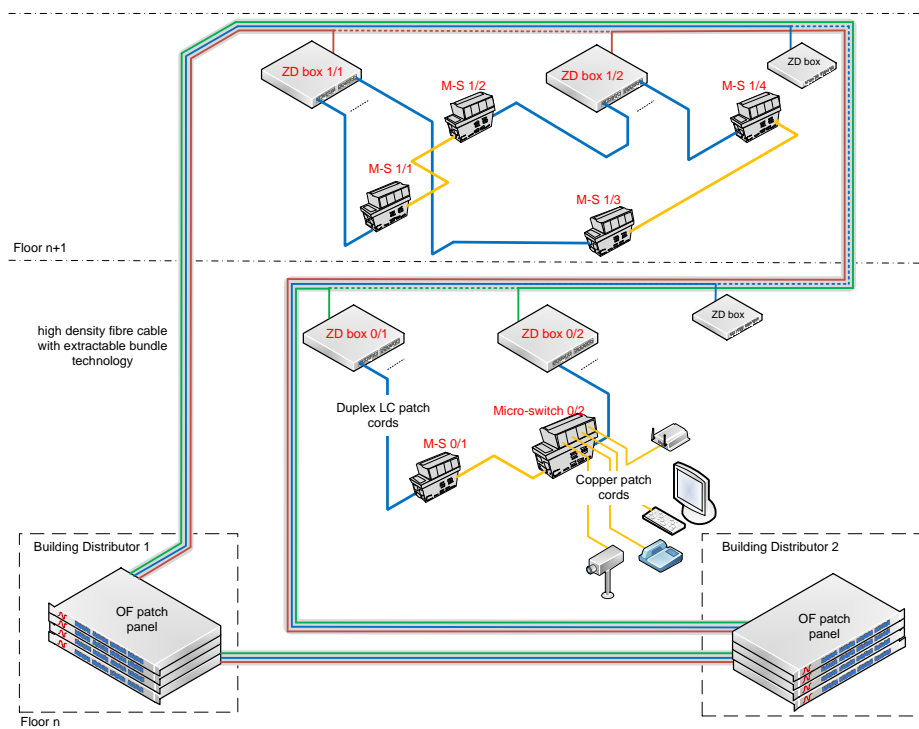 ZD box 1/1
ZD box 1/2
ZD box
M-S 1/2
M-S 1/4
M-S 1/1
M-S 1/3
Floor n+1
high density fibre cable
with extractable bundle
technology
ZD box 0/1
ZD box 0/2
ZD box
Duplex LC patch
cords
Micro-switch 0/2
M-S 0/1
Copper patch
cords
Building Distributor 1
Building Distributor 2
OF patch
panel
OF patch
panel
Floor n